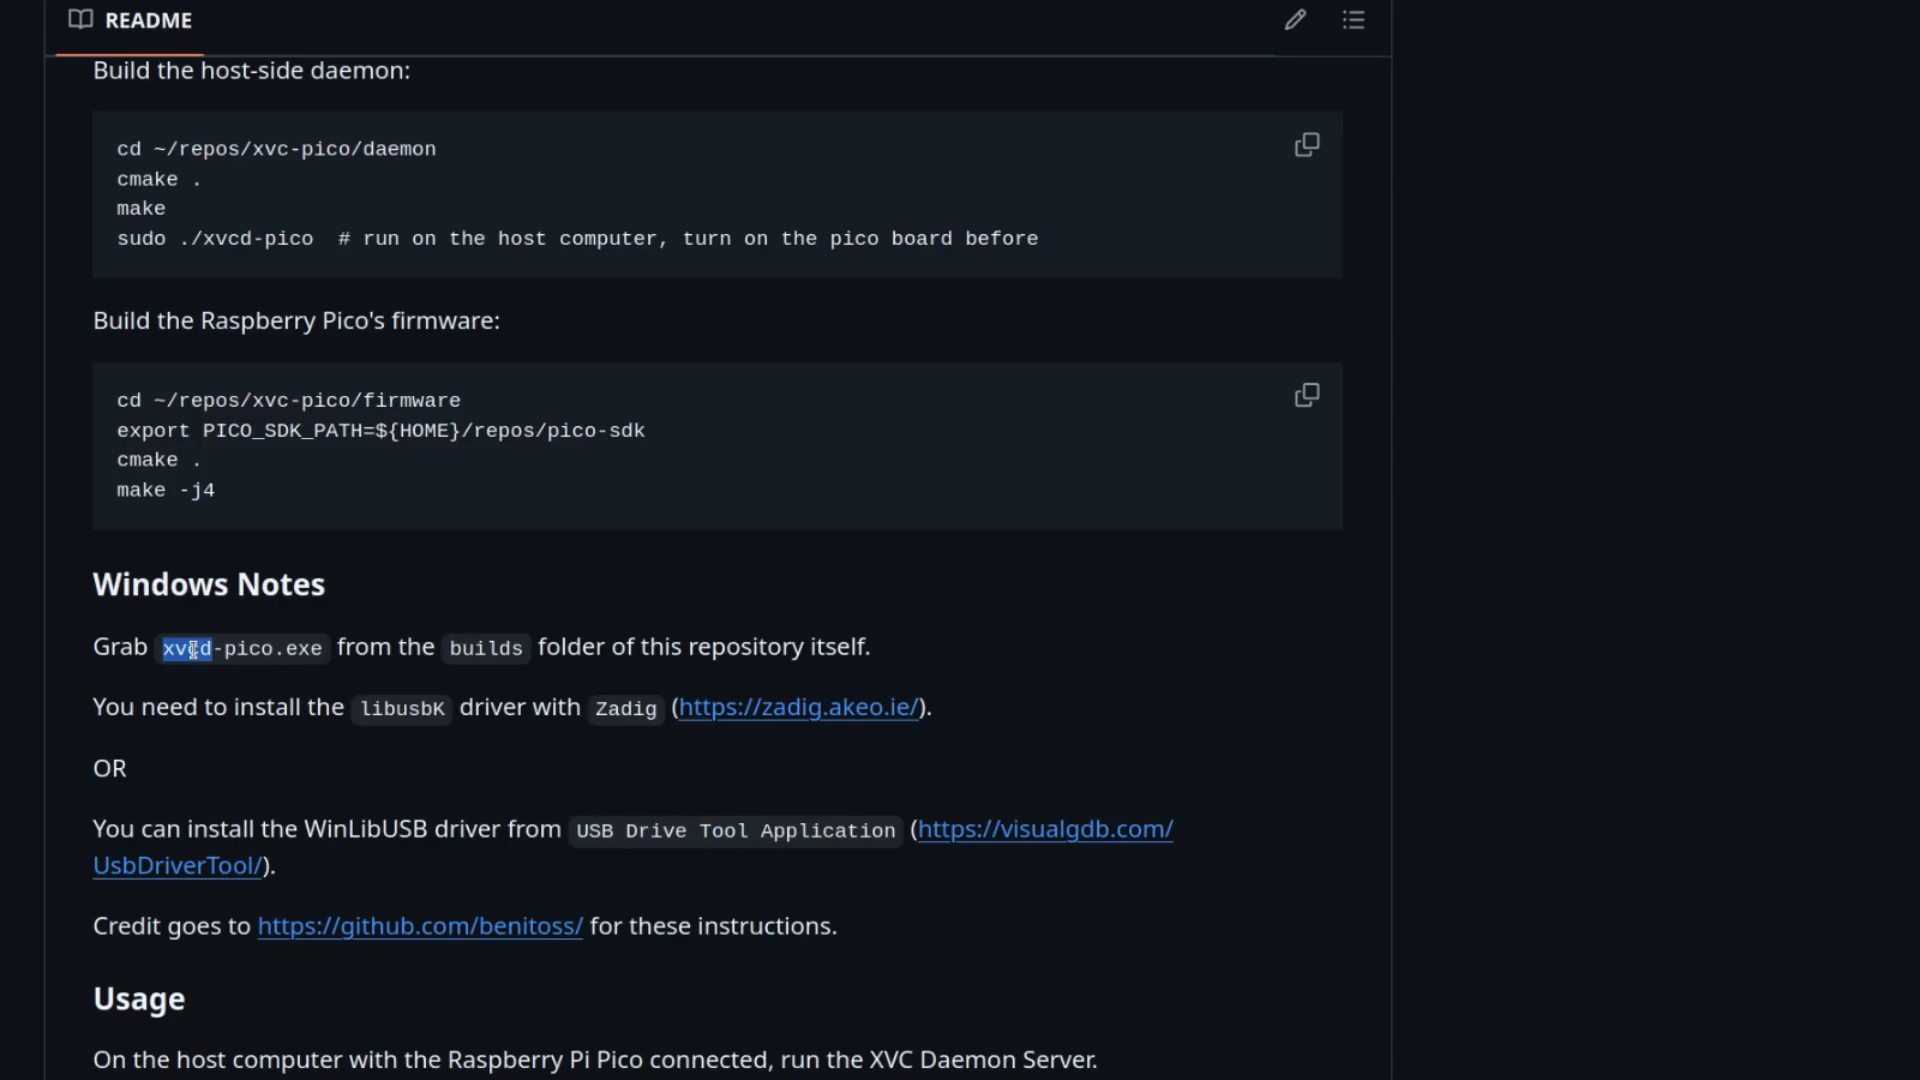 README
Build the host-side daemon:
cd ~/repos/xvc-pico/daemon
cmake .
make
sudo ./xvcd-pico  # run on the host computer, turn on the pico board before
Build the Raspberry Pico's firmware:
cd ~/repos/xvc-pico/firmware
export PICO_SDK_PATH=${HOME}/repos/pico-sdk
cmake .
make -j4
Windows Notes
Grab xvcd-pico.exe from the builds folder of this repository itself.
You need to install the libusbK driver with Zadig (https://zadig.akeo.ie/).
OR
You can install the WinLibUSB driver from USB Drive Tool Application (https://visualgdb.com/
UsbDriverTool/).
Credit goes to https://github.com/benitoss/ for these instructions.
Usage
On the host computer with the Raspberry Pi Pico connected, run the XVC Daemon Server.